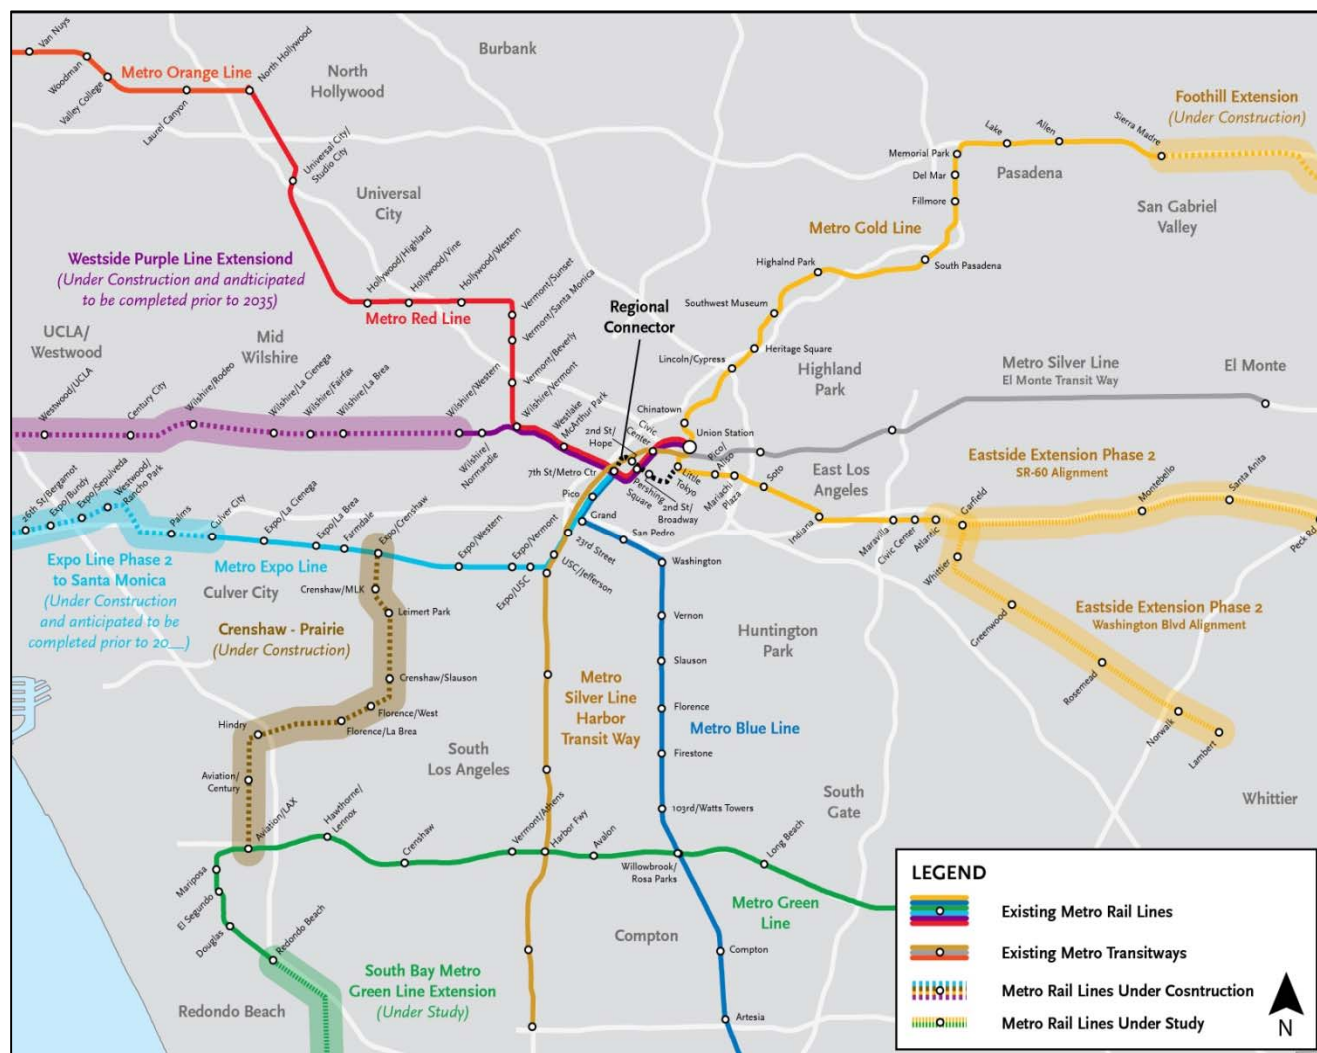 Van Nuys
Woodman
Valley College
Metro Orange Line
Laurel Canyon
North Hollywood
North
Hollywood
Burbank
Universal City/
Studio City
Universal
City
Foothill Extension
(Under Construction)
Sierra Madre
Allen
Lake
Memorial Park
Del Mar
Fillmore
Pasadena
San Gabriel
Valley
Metro Gold Line
South Pasadena
Highalnd Park
Southwest Museum
Heritage Square
Lincoln/Cypress
Highland
Park
Chinatown
Union Station
Westside Purple Line Extensiond
(Under Construction and andticipated
to be completed prior to 2035)
Hollywood/Highland
Hollywood/Vine
Hollywood/Western
Metro Red Line
Vermont/Sunset
Vermont/Santa Monica
Vermont/Beverly
Wilshire/Vermont
Regional
Connector
UCLA/
Westwood
Mid
Wilshire
Westwood/UCLA
Century City
Wilshire/Rodeo
Wilshire/La Cienega
Wilshire/Fairfax
Wilshire/La Brea
Wilshire/Western
Wilshire/
Normandie
Westlake
McArthur Park
2nd St/
Hope
Civic
Center
7th St/Metro Ctr
Pershing
Square
2nd St/
Broadway
Little
Tokyo
Pico/
Aliso
Mariachi
Plaza
Soto
Metro Silver Line
El Monte Transit Way
El Monte
East Los
Angeles
Indiana
Maravilla
Civic Center
Atlantic
Garfield
Eastside Extension Phase 2
SR-60 Alignment
Montebello
Santa Anita
Peck Rd
Whittier
Greenwood
Rosemead
Norwalk
Lambert
Eastside Extension Phase 2
Washington Blvd Alignment
26th St/Bergamot
Expo/Bundy
Expo/Sepulveda
Westwood/
Rancho Park
Palms
Culver City
Expo/La Cienega
Expo/La Brea
Farmdale
Expo/Crenshaw
Expo/Western
Expo/Vermont
Expo/USC
USC/Jefferson
23rd Street
Pico
Grand
San Pedro
Washington
Metro Expo Line
Expo Line Phase 2
to Santa Monica
(Under Construction
and anticipated to be
completed prior to 20__)
Culver City
Crenshaw/MLK
Leimert Park
Crenshaw - Prairie
(Under Construction)
Crenshaw/Slauson
Florence/West
Florence/La Brea
Hindry
Aviation/
Century
Aviation/LAX
Vernon
Slauson
Florence
Firestone
103rd/Watts Towers
Huntington
Park
Metro
Silver Line
Harbor
Transit Way
Metro Blue Line
South
Los Angeles
South
Gate
Whittier
Hawthorne/
Lennox
Crenshaw
Vermont/Athens
Harbor Fwy
Avalon
Willowbrook/
Rosa Parks
Long Beach
Mariposa
El Segundo
Douglas
Redondo Beach
Metro Green
Line
Compton
Compton
Artesia
South Bay Metro
Green Line Extension
(Under Study)
Redondo Beach
LEGEND
Existing Metro Rail Lines
Existing Metro Transitways
Metro Rail Lines Under Cosntruction
Metro Rail Lines Under Study
N